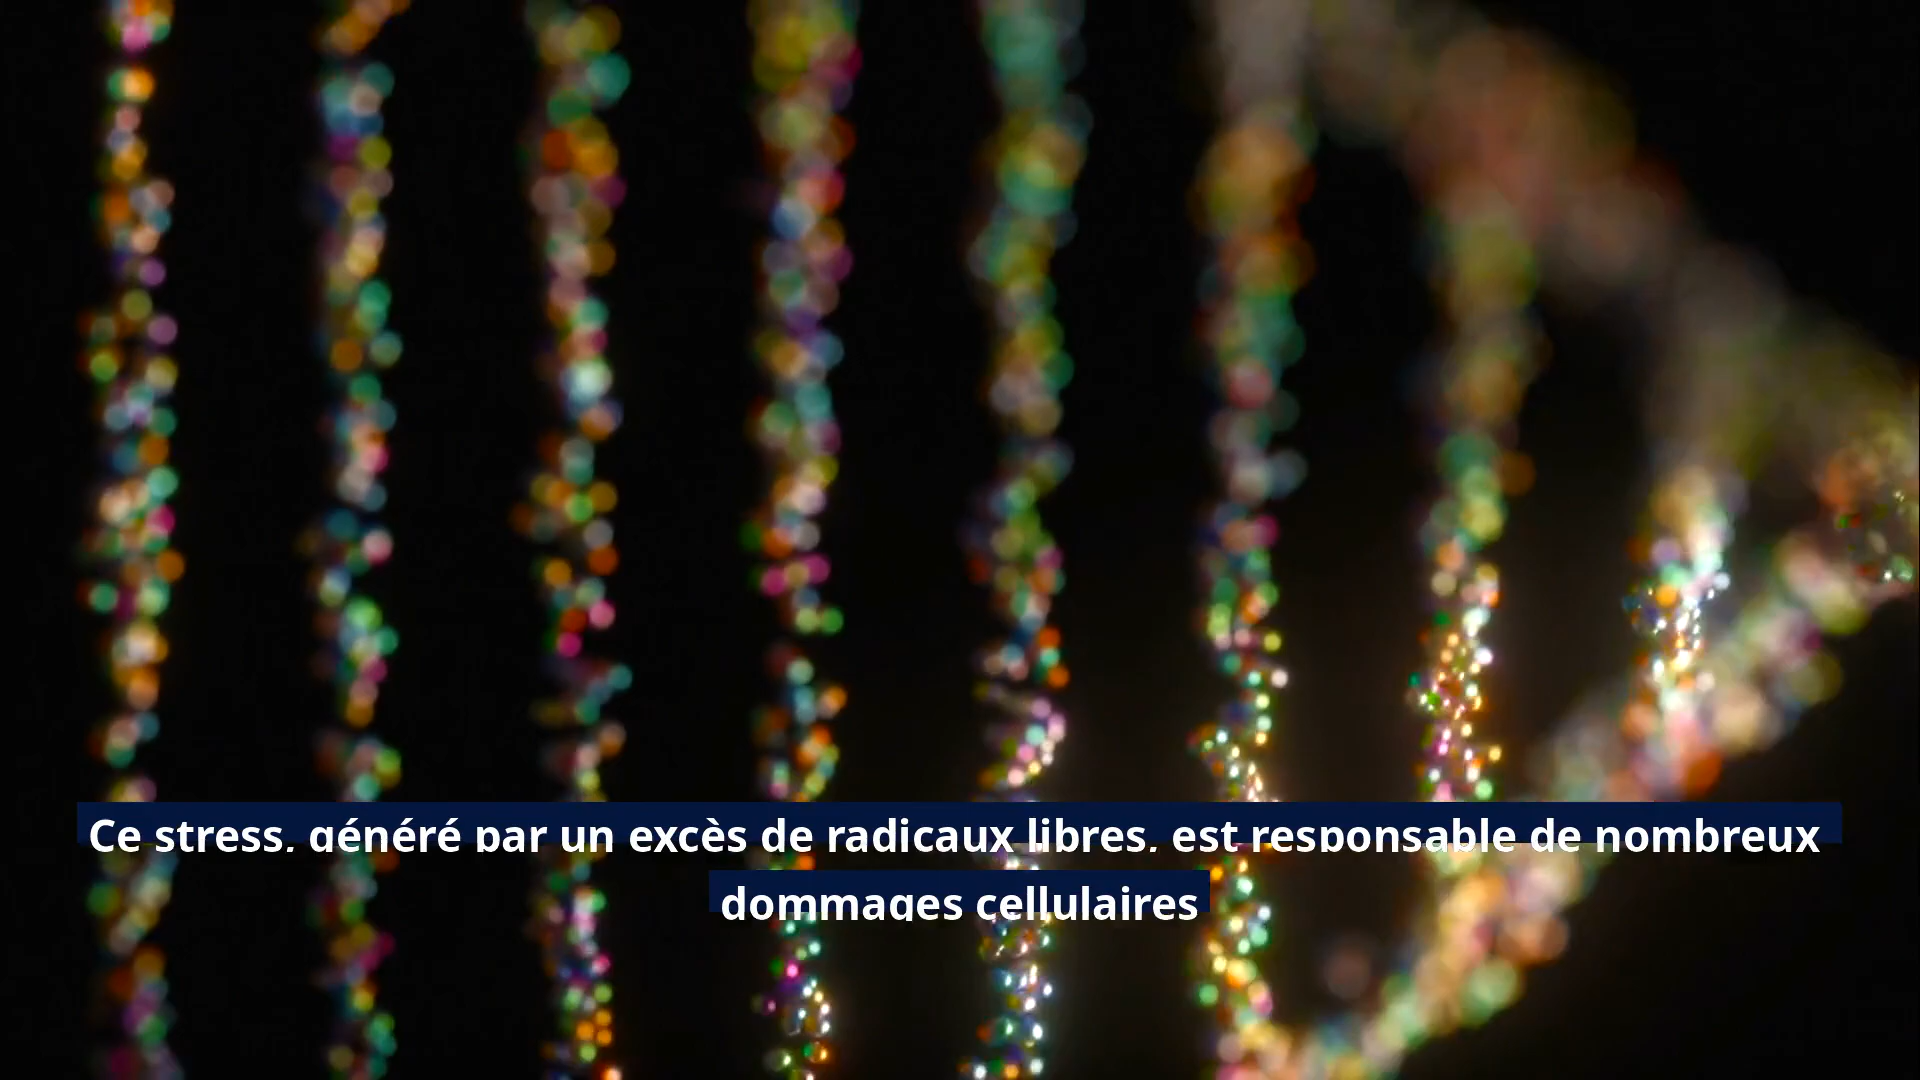 Ce stress, généré par un excès de radicaux libres, est responsable de nombreux
dommages cellulaires